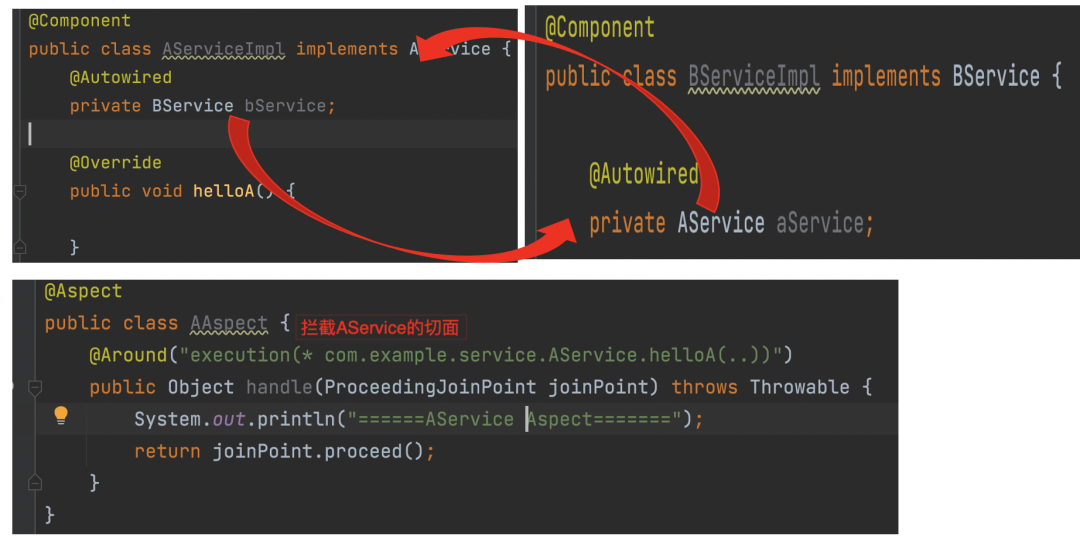 @Component
public class AServiceImpl implements AService {
@Autowired
private BService bService;
@Override
public void helloA() {
}
@Component
public class BServiceImpl implements BService {
@Autowired
private AService aService;
@Aspect
public class AAspect { 拦截AService的切面
@Around("execution(* com.example.service.AService.helloA(..))")
public Object handle(ProceedingJoinPoint joinPoint) throws Throwable {
System.out.println("======AService Aspect=======");
return joinPoint.proceed();
}
}